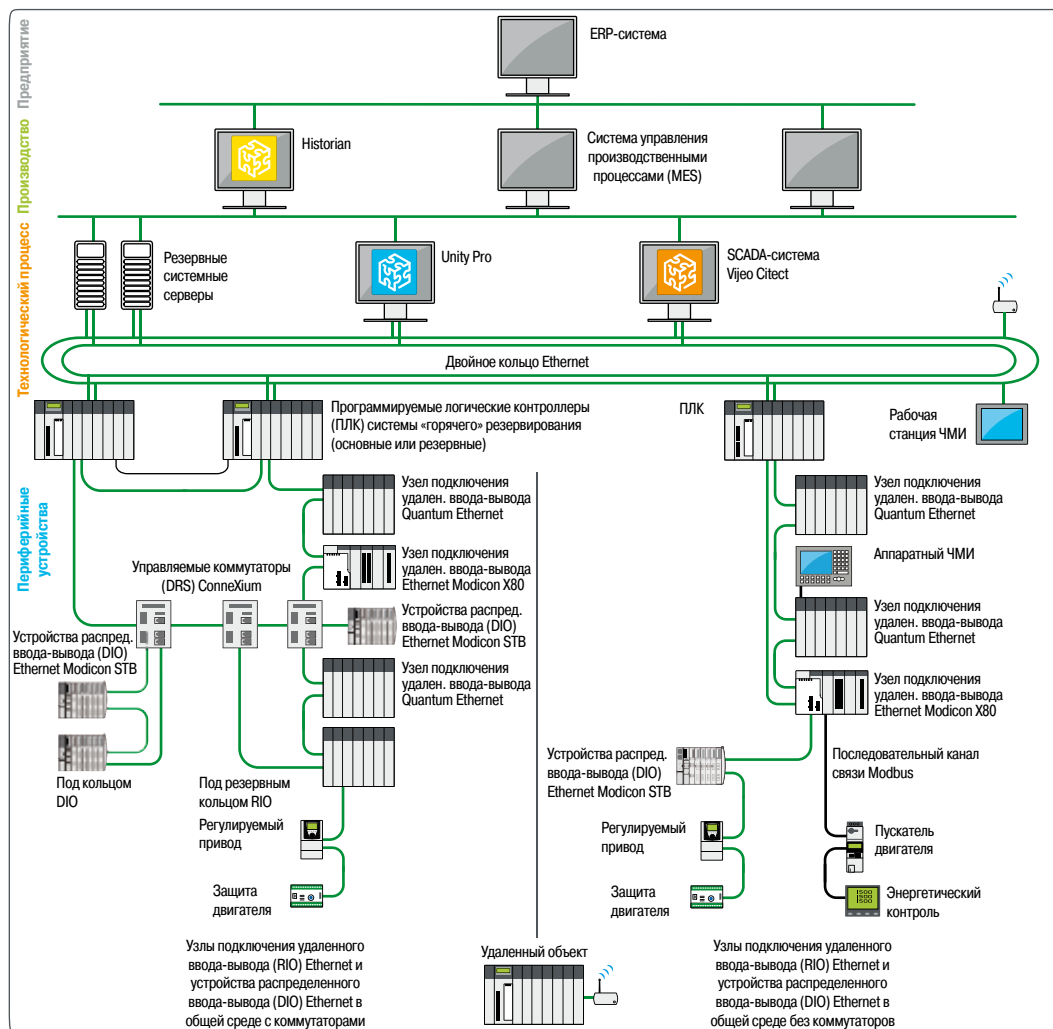 Предприятие
Производство
Технологический процесс
Периферийные
устройства
ERP-система
Historian
Система управления
производственными
процессами (MES)
Резервные
системные
серверы
Unity Pro
SCADA-система
Vijeo Citect
Двойное кольцо Ethernet
Программируемые логические контроллеры
(ПЛК) системы «горячего» резервирования
(основные или резервные)
ПЛК
Рабочая
станция ЧМИ
Узел подключения
удален. ввода-вывода
Quantum Ethernet
Узел подключения
удален. ввода-вывода
Ethernet Modicon X80
Управляемые коммутаторы
(DRS) ConneXium
Устройства распред.
ввода-вывода (DIO)
Ethernet Modicon STB
Устройства распред.
ввода-вывода (DIO)
Ethernet Modicon STB
Узел подключения
удален. ввода-вывода
Quantum Ethernet
Под кольцом
DIO
Под резервным
кольцом RIO
Регулируемый
привод
Защита
двигателя
Узлы подключения удаленного
ввода-вывода (RIO) Ethernet и
устройства распределенного
ввода-вывода (DIO) Ethernet в
общей среде с коммутаторами
Узел подключения
удален. ввода-вывода
Quantum Ethernet
Аппаратный ЧМИ
Узел подключения
удален. ввода-вывода
Quantum Ethernet
Узел подключения
удален. ввода-вывода
Ethernet Modicon X80
Устройства распред.
ввода-вывода (DIO)
Ethernet Modicon STB
Последовательный канал
связи Modbus
Регулируемый
привод
Пускатель
двигателя
Защита
двигателя
1500
1500
1500
Энергетический
контроль
Удаленный объект
Узлы подключения удаленного
ввода-вывода (RIO) Ethernet и
устройства распределенного
ввода-вывода (DIO) Ethernet в
общей среде без коммутаторов